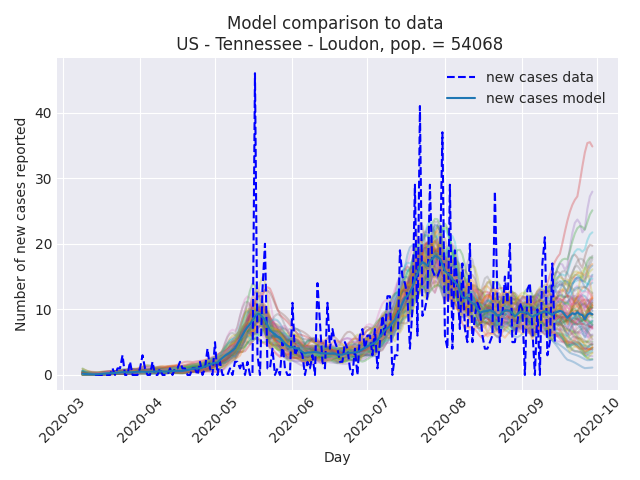 Model comparison to data
US - Tennessee - Loudon, pop. = 54068
new cases data
new cases model
Number of new cases reported
40
30
20
10
0
2020-03
2020-04
2020-05
2020-06
2020-07
2020-08
2020-09
2020-10
Day